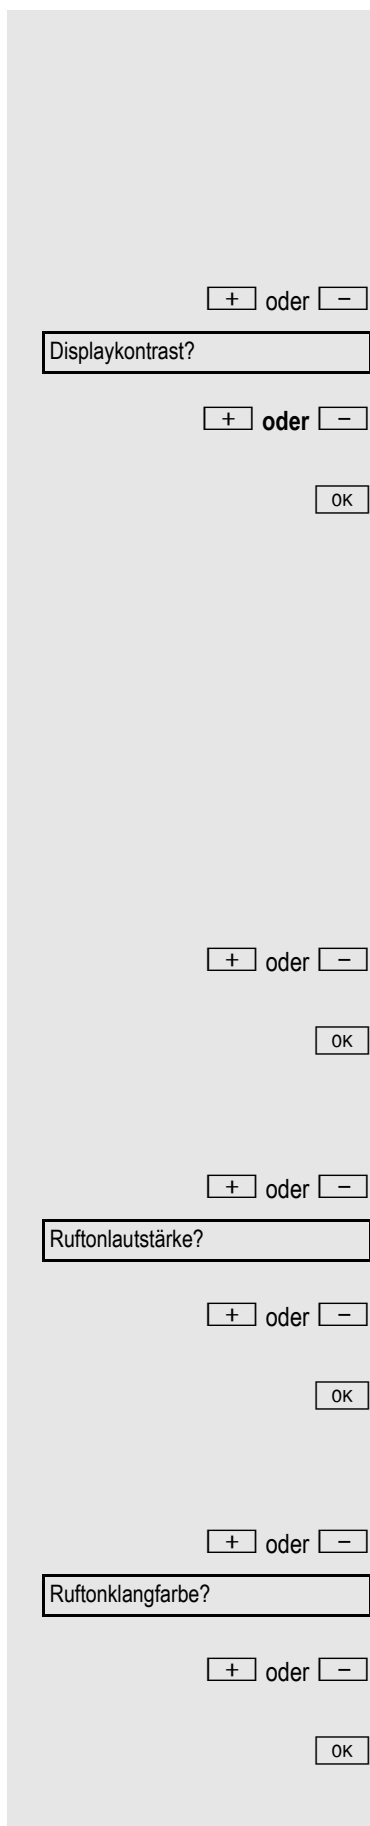 + oder −
Displaykontrast?
+ oder −
OK
+ oder −
OK
+ oder −
Ruftonlautstärke?
+ oder −
OK
+ oder −
Ruftonklangfarbe?
+ oder −
OK